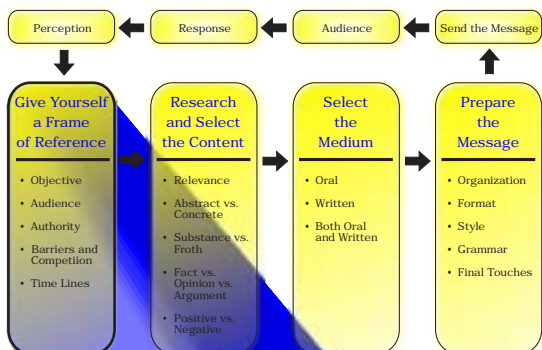 Perception
Response
Audience
Send the Message
Give Yourself
a Frame
of Reference
• Objective
• Audience
• Authority
• Barriers and
Competiion
• Time Lines
Research
and Select
the Content
• Relevance
• Abstract vs.
Concrete
• Substance vs.
Froth
• Fact vs.
Opinion vs.
Argument
• Positive vs.
Negative
Select
the
Medium
• Oral
• Written
• Both Oral
and Written
Prepare
the
Message
• Organization
• Format
• Style
• Grammar
• Final Touches